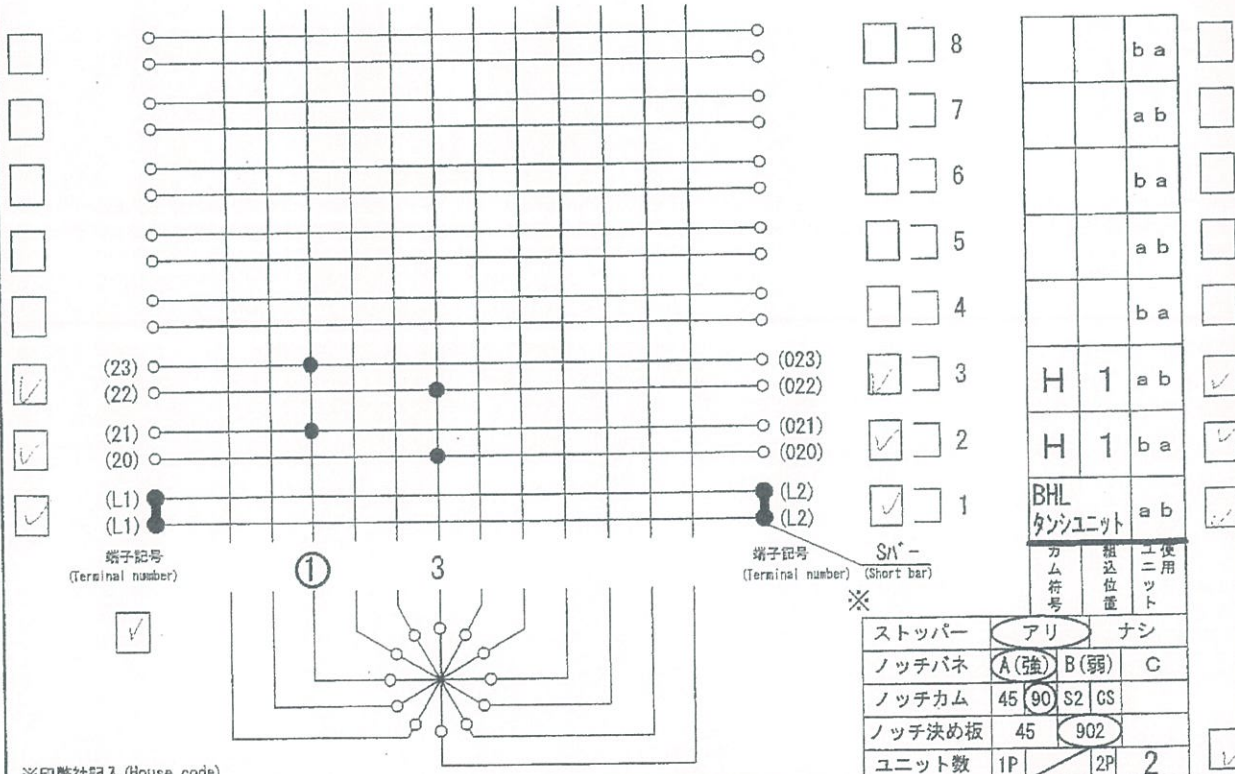 8 b a
7 a b
6 b a
5 a b
4 b a
(23) (023) 3 H 1 a b
(22) (022)
(21) (021) 2 H 1 b a
(20) (020)
(L1) (L2) 1 BHL タンシユニット a b
(L1) (L2)
端子記号 (Terminal number)
① 3
端子記号 (Terminal number)
Sバー (Short bar)
カム符号 組込位置 使用ユニット
※
ストッパー アリ ナシ
ノッチバネ A(強) B(弱) C
ノッチカム 45 90 S2 CS
ノッチ決め板 45 902
ユニット数 1P 2P 2
※印弊社記入(House code)